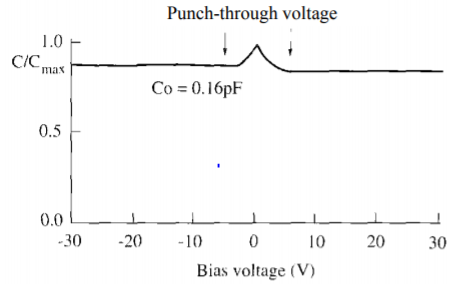 Punch-through voltage
1.0
C/Cmax
Co = 0.16pF
0.5
0.0
-30 -20 -10 0 10 20 30
Bias voltage (V)